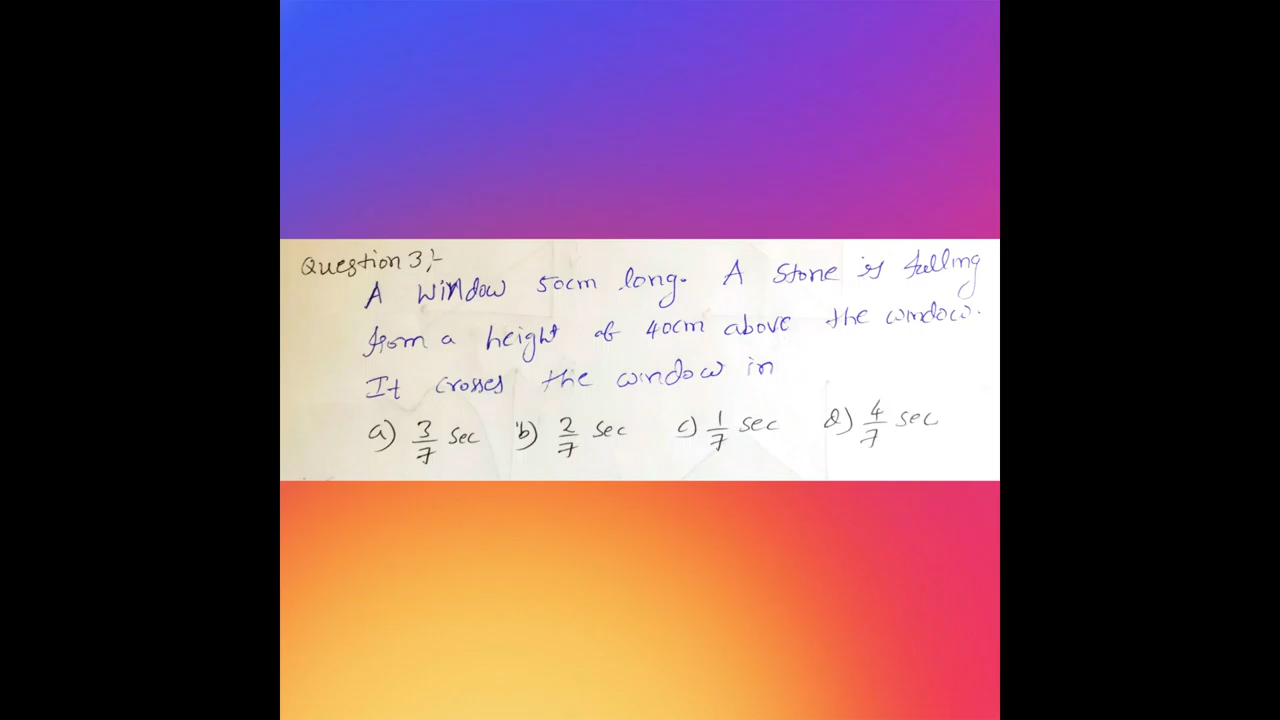 Question 3;-
A window 50cm long. A stone is falling
from a height of 40cm above the window.
It crosses the window in
a) 3/7 sec b) 2/7 sec c) 1/7 sec d) 4/7 sec